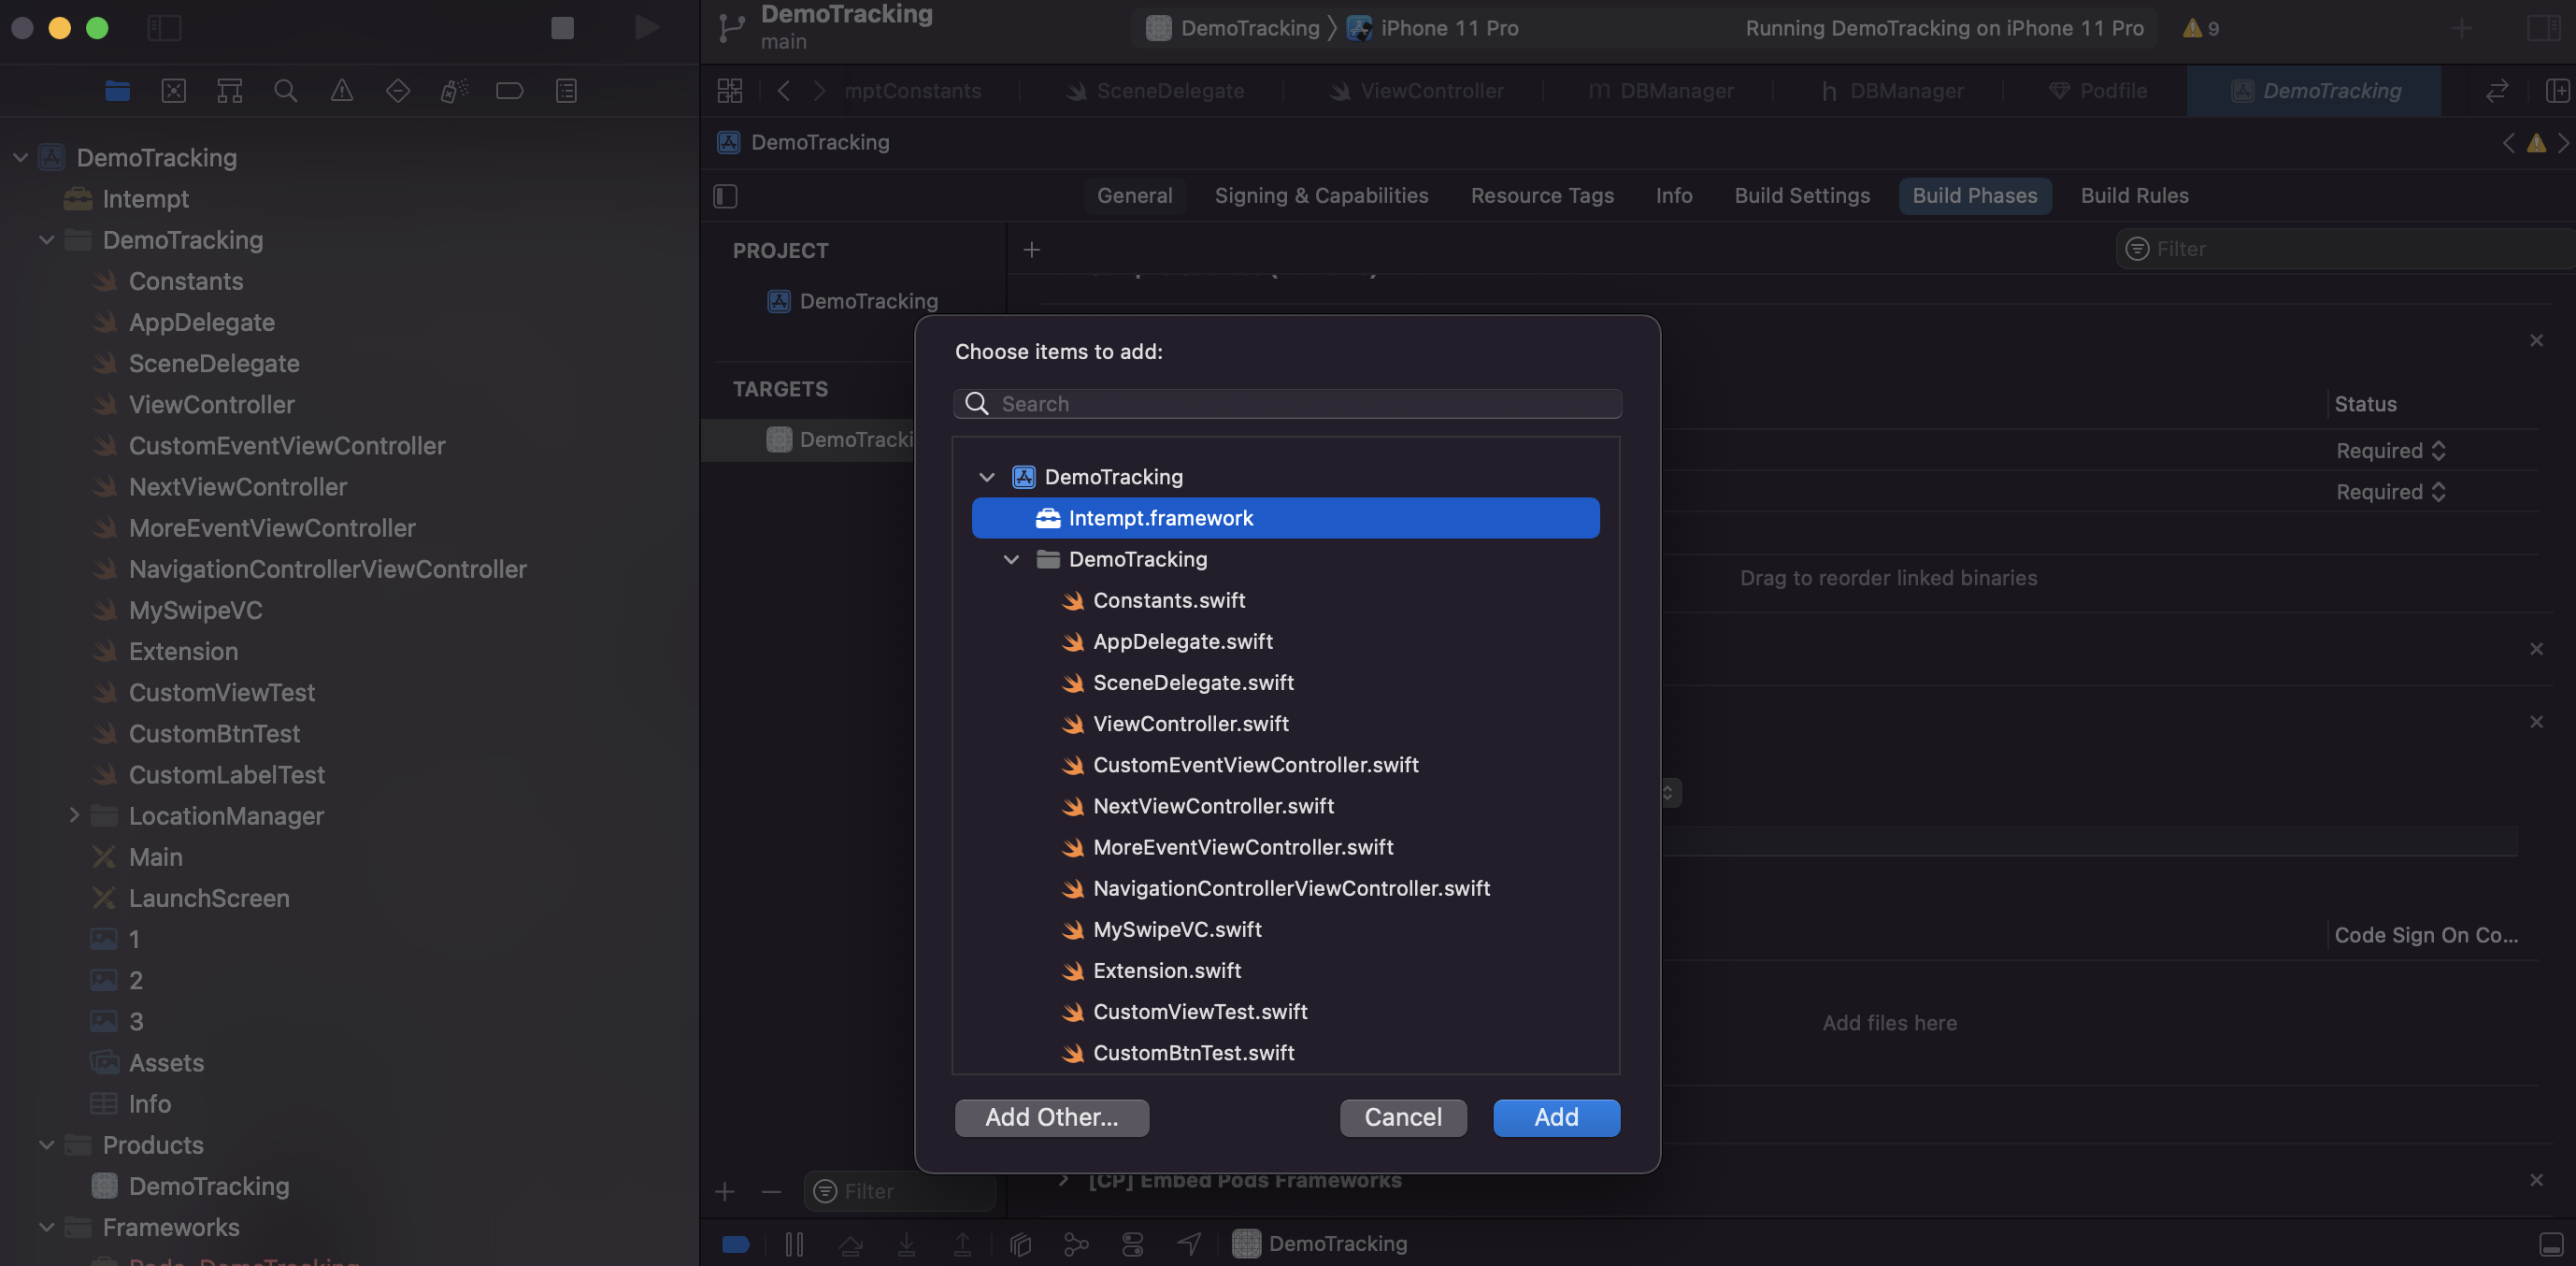 DemoTracking
main
DemoTracking
iPhone 11 Pro
Running DemoTracking on iPhone 11 Pro
9
mptConstants
SceneDelegate
ViewController
m DBManager
h DBManager
Podfile
DemoTracking
DemoTracking
General
Signing & Capabilities
Resource Tags
Info
Build Settings
Build Phases
Build Rules
DemoTracking
Intempt
DemoTracking
Constants
AppDelegate
SceneDelegate
ViewController
CustomEventViewController
NextViewController
MoreEventViewController
NavigationControllerViewController
MySwipeVC
Extension
CustomViewTest
CustomBtnTest
CustomLabelTest
LocationManager
Main
LaunchScreen
1
2
3
Assets
Info
Products
DemoTracking
Frameworks
PROJECT
DemoTracking
TARGETS
DemoTracki
Filter
Filter
Choose items to add:
Search
DemoTracking
Intempt.framework
DemoTracking
Constants.swift
AppDelegate.swift
SceneDelegate.swift
ViewController.swift
CustomEventViewController.swift
NextViewController.swift
MoreEventViewController.swift
NavigationControllerViewController.swift
MySwipeVC.swift
Extension.swift
CustomViewTest.swift
CustomBtnTest.swift
Add Other...
Cancel
Add
Status
Required
Required
Drag to reorder linked binaries
Code Sign On Co...
Add files here
[CP] Embed Pods Frameworks
DemoTracking